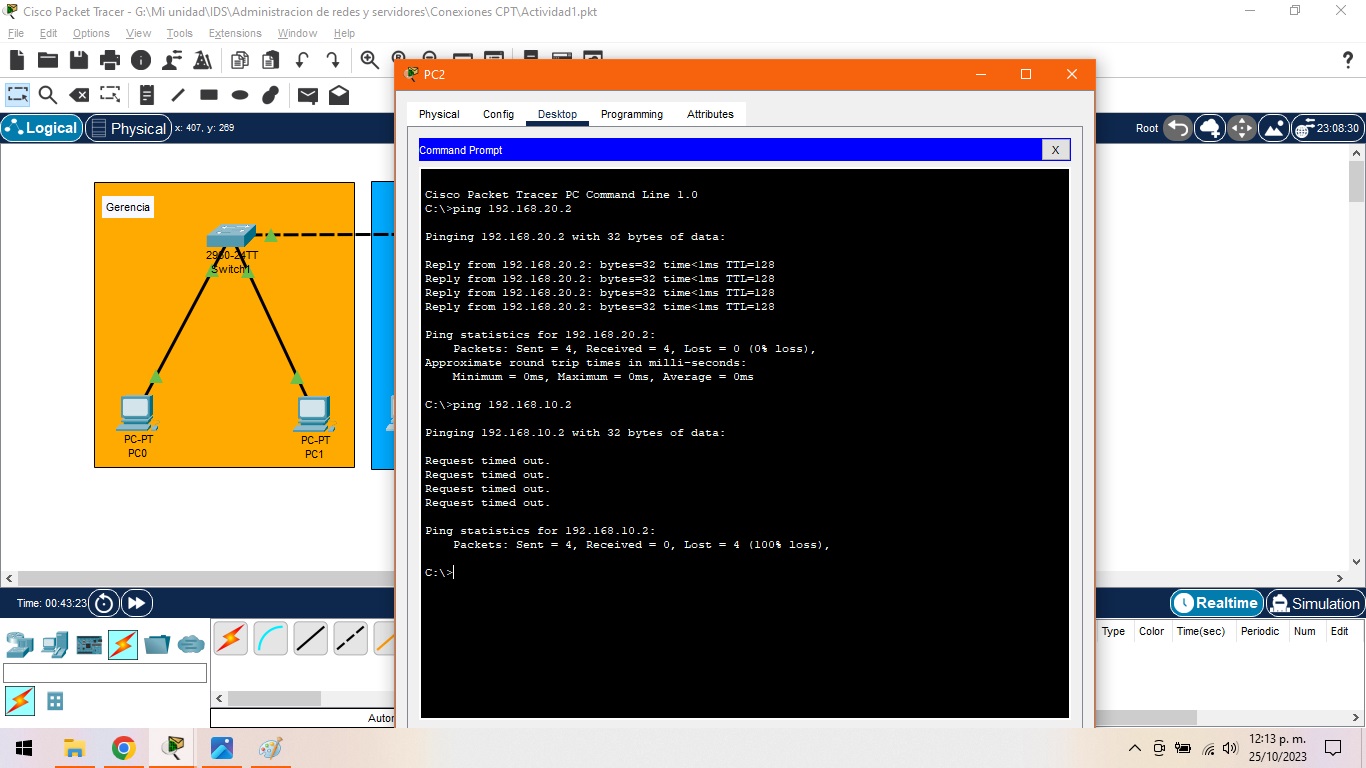 Cisco Packet Tracer - G:\Mi unidad\IDS\Administracion de redes y servidores\Conexiones CPT\Actividad1.pkt
File Edit Options View Tools Extensions Window Help
?
PC2
Physical Config Desktop Programming Attributes
Logical Physical x: 407, y: 269
Root 23:08:30
Command Prompt X
Gerencia
2960-24TT
Switch1
PC-PT
PC0
PC-PT
PC1
Cisco Packet Tracer PC Command Line 1.0
C:\>ping 192.168.20.2
Pinging 192.168.20.2 with 32 bytes of data:
Reply from 192.168.20.2: bytes=32 time<1ms TTL=128
Reply from 192.168.20.2: bytes=32 time<1ms TTL=128
Reply from 192.168.20.2: bytes=32 time<1ms TTL=128
Reply from 192.168.20.2: bytes=32 time<1ms TTL=128
Ping statistics for 192.168.20.2:
Packets: Sent = 4, Received = 4, Lost = 0 (0% loss),
Approximate round trip times in milli-seconds:
Minimum = 0ms, Maximum = 0ms, Average = 0ms
C:\>ping 192.168.10.2
Pinging 192.168.10.2 with 32 bytes of data:
Request timed out.
Request timed out.
Request timed out.
Request timed out.
Ping statistics for 192.168.10.2:
Packets: Sent = 4, Received = 0, Lost = 4 (100% loss),
C:\>
Time: 00:43:23
Realtime Simulation
Type Color Time(sec) Periodic Num Edit
12:13 p. m.
25/10/2023